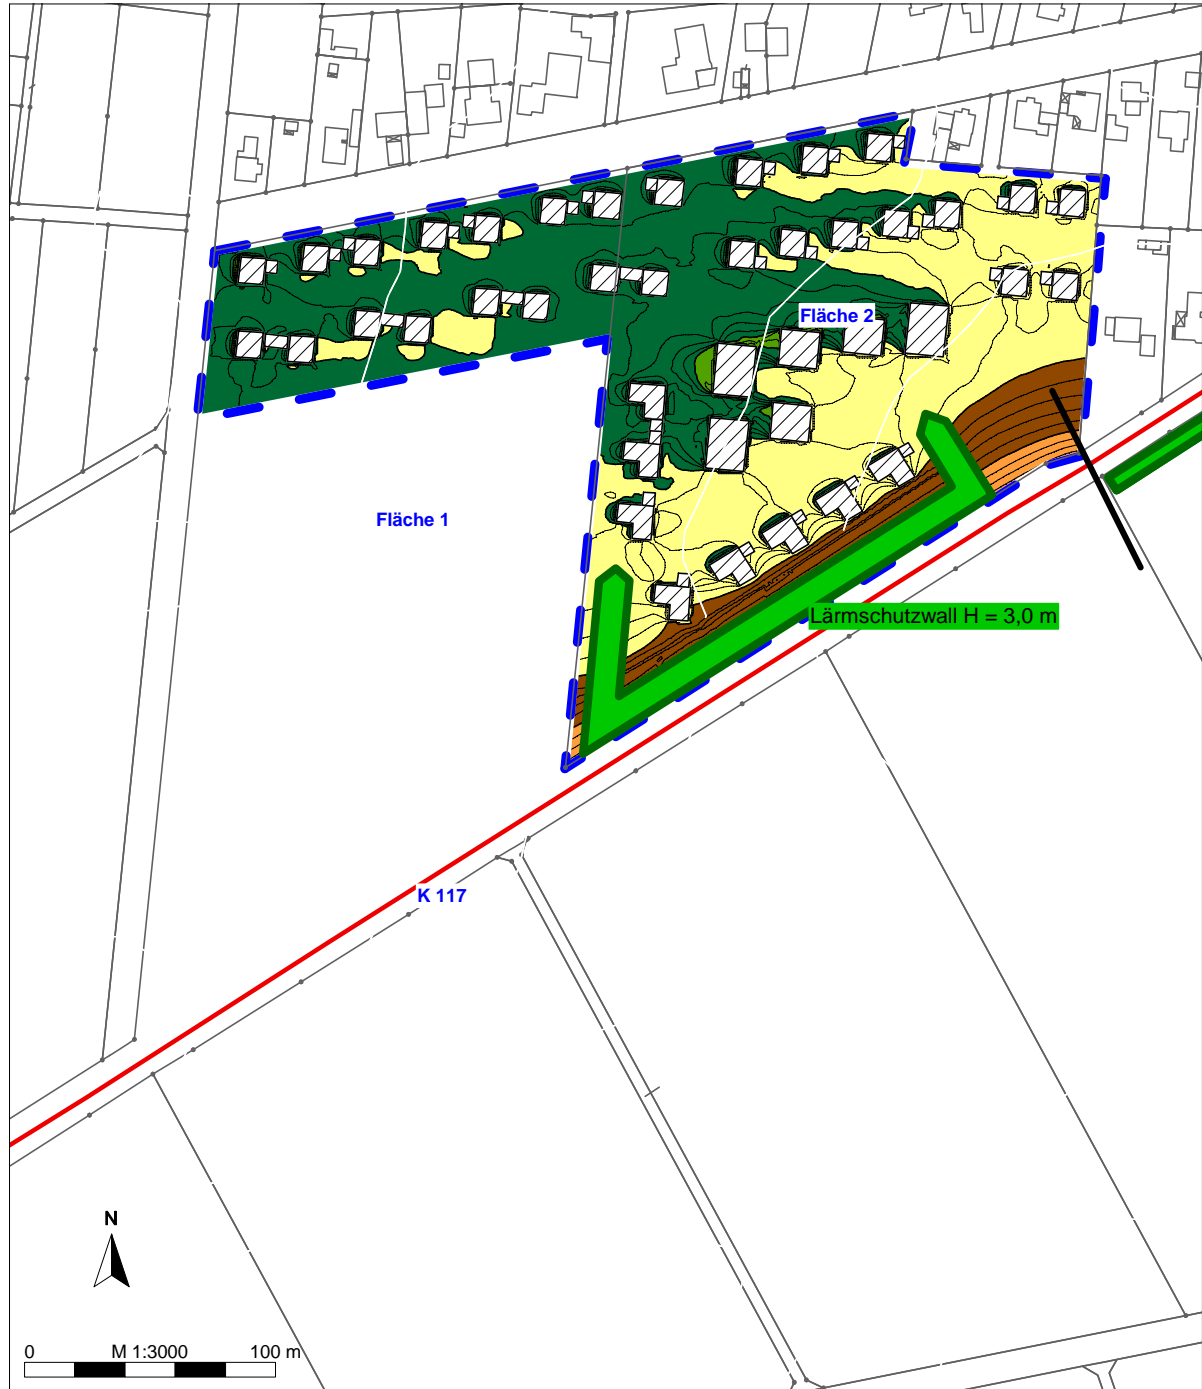 Fläche 2
Fläche 1
Lärmschutzwall H = 3,0 m
K 117
N
0 M 1:3000 100 m